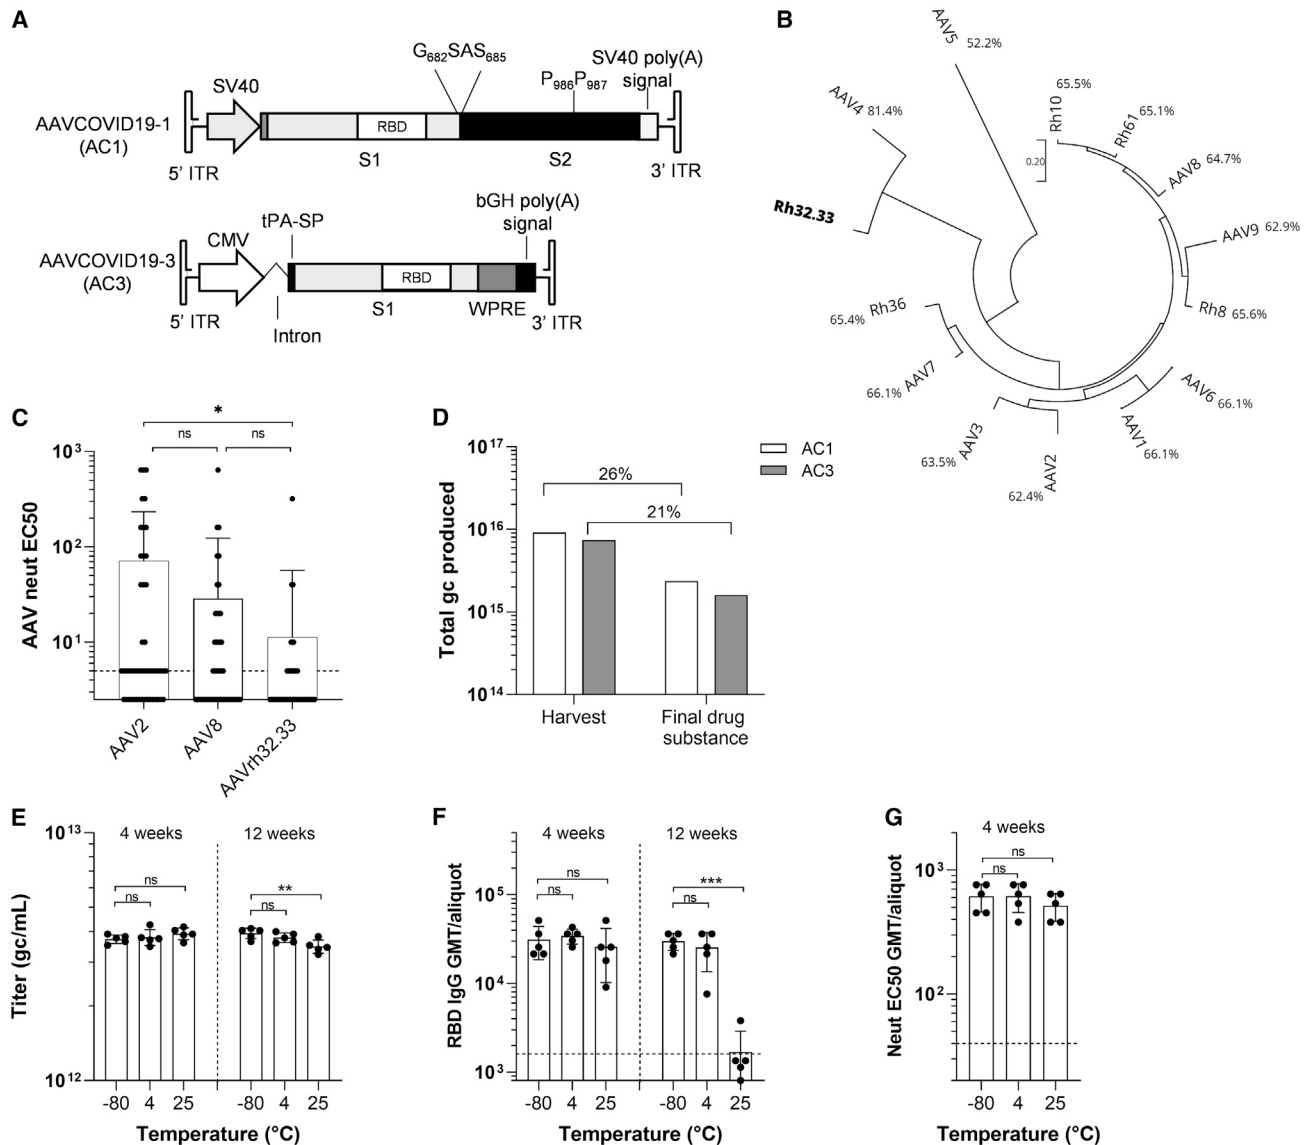 A
G682SAS685
SV40 poly(A)
signal
SV40
P986P987
AAVCOVID19-1
(AC1)
RBD
S1
S2
5’ ITR
3’ ITR
bGH poly(A)
signal
tPA-SP
CMV
AAVCOVID19-3
(AC3)
RBD
S1
WPRE
5’ ITR
3’ ITR
Intron
B
AAV5 52.2%
AAV4 81.4%
Rh32.33
0.20
Rh10 65.5%
Rh61 65.1%
AAV8 64.7%
AAV9 62.9%
Rh8 65.6%
AAV6 66.1%
AAV1 66.1%
AAV2 62.4%
AAV3 63.5%
AAV7 66.1%
Rh36 65.4%
C
*
ns
ns
AAV neut EC50
10³
10²
10¹
AAV2
AAV8
AAVrh32.33
D
Total gc produced
10¹⁷
10¹⁶
10¹⁵
10¹⁴
26%
21%
AC1
AC3
Harvest
Final drug
substance
E
Titer (gc/mL)
10¹³
10¹²
4 weeks
12 weeks
ns
ns
**
ns
-80 4 25 -80 4 25
Temperature (°C)
F
RBD IgG GMT/aliquot
10⁵
10⁴
10³
4 weeks
12 weeks
ns
ns
***
ns
-80 4 25 -80 4 25
Temperature (°C)
G
Neut EC50 GMT/aliquot
10³
10²
4 weeks
ns
ns
-80 4 25
Temperature (°C)